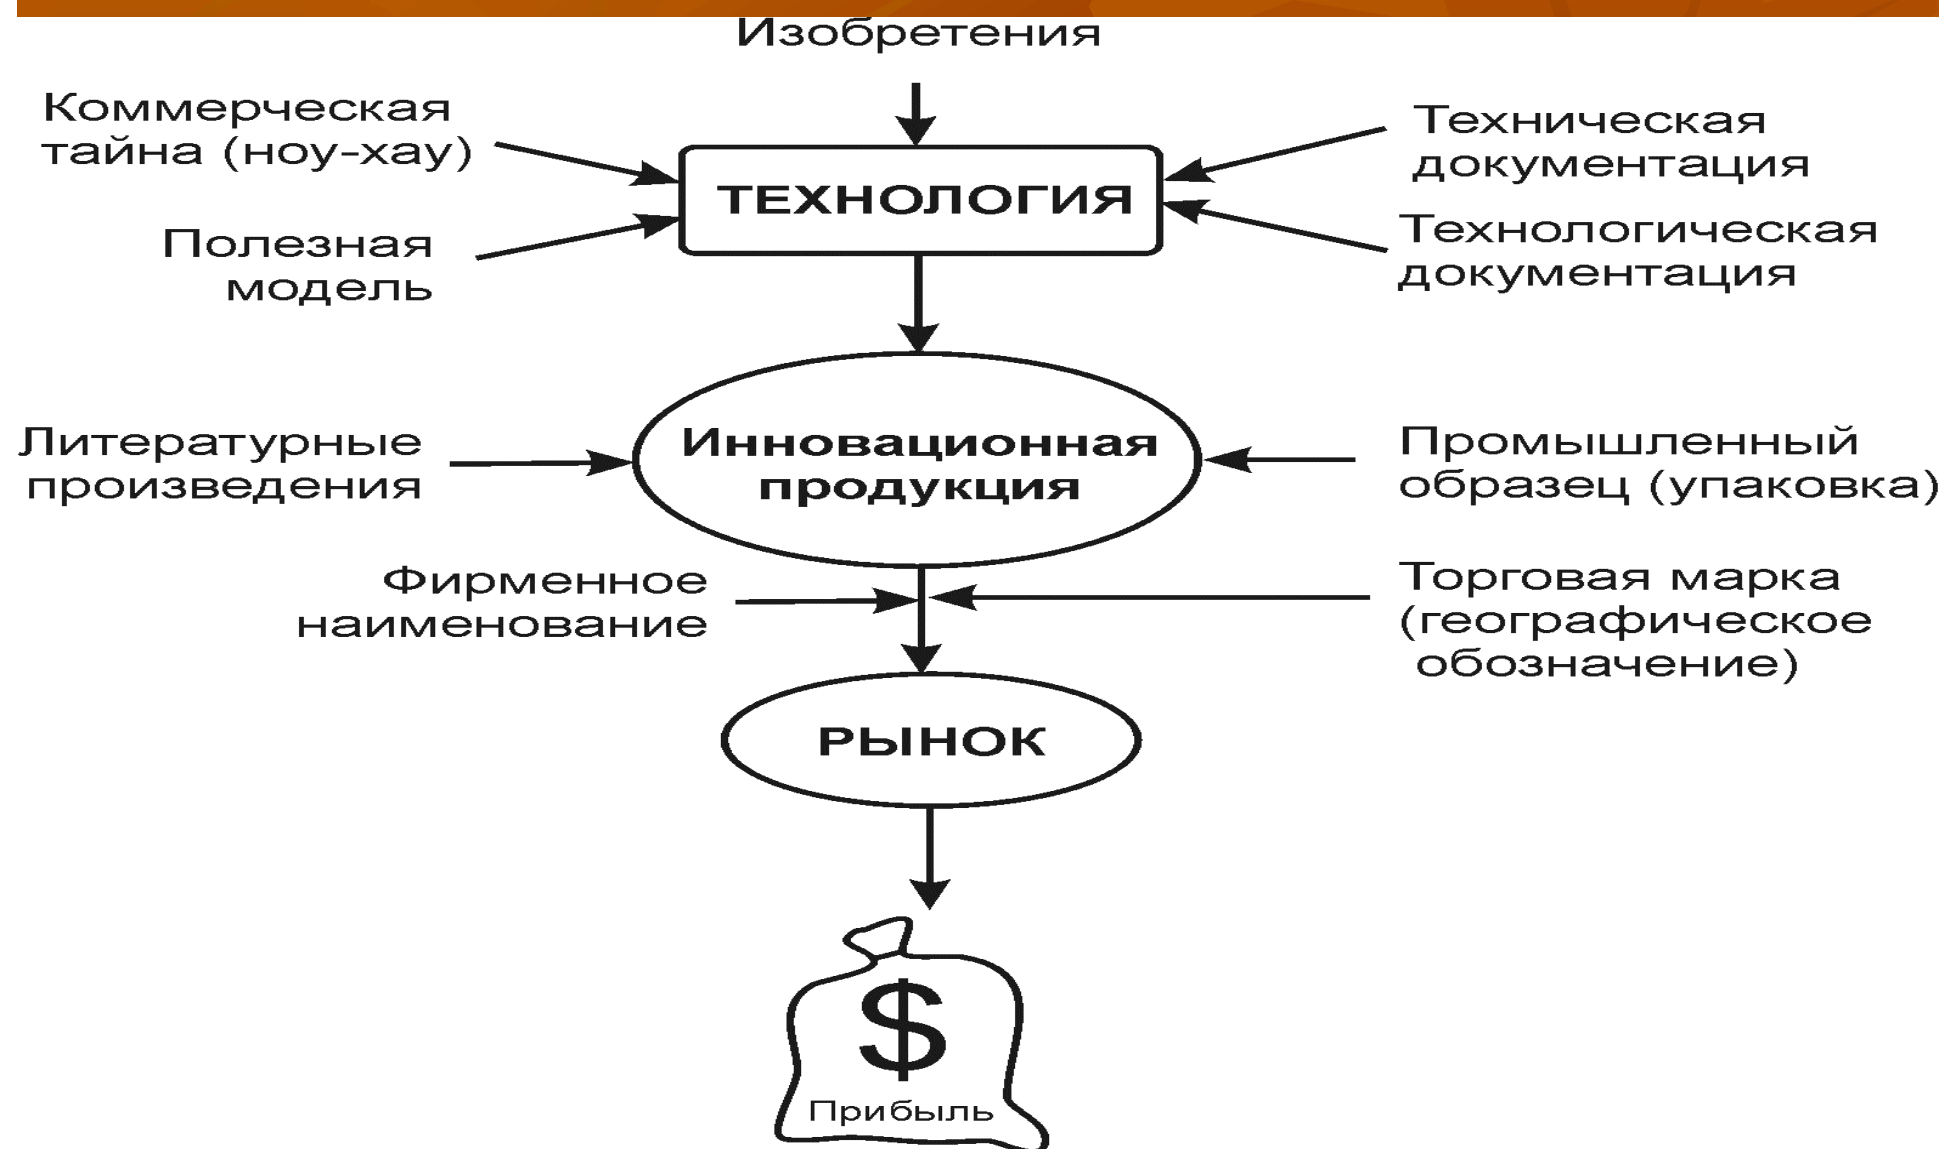 Изобретения
Коммерческая
тайна (ноу-хау)
Техническая
документация
ТЕХНОЛОГИЯ
Полезная
модель
Технологическая
документация
Литературные
произведения
Инновационная
продукция
Промышленный
образец (упаковка)
Фирменное
наименование
Торговая марка
(географическое
обозначение)
РЫНОК
$
Прибыль